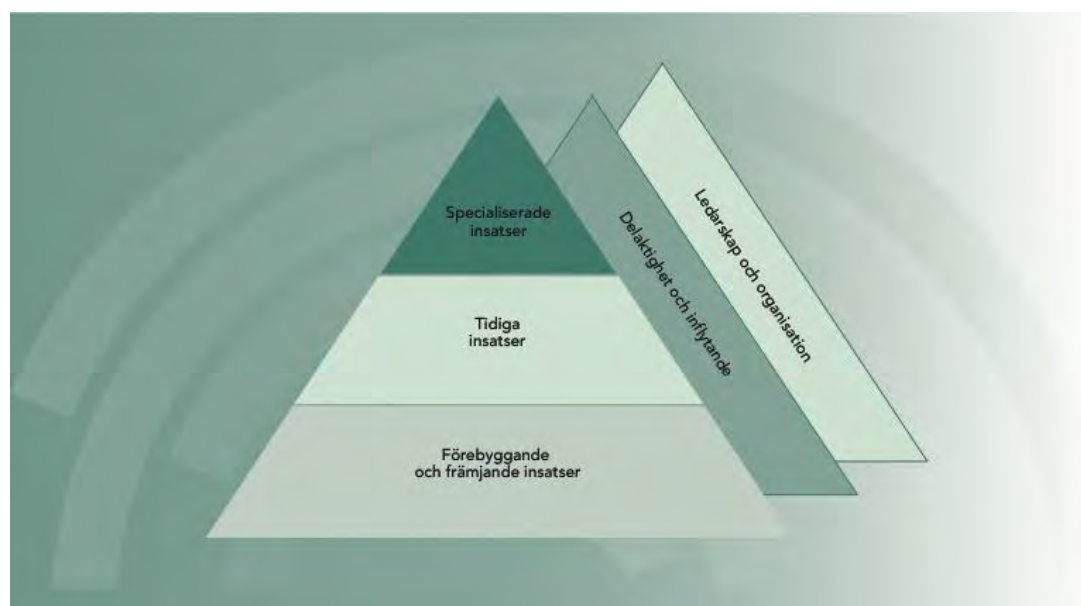 Specialiserade
insatser
Tidiga
insatser
Förebyggande
och främjande insatser
Delaktighet och inflytande
Ledarskap och organisation